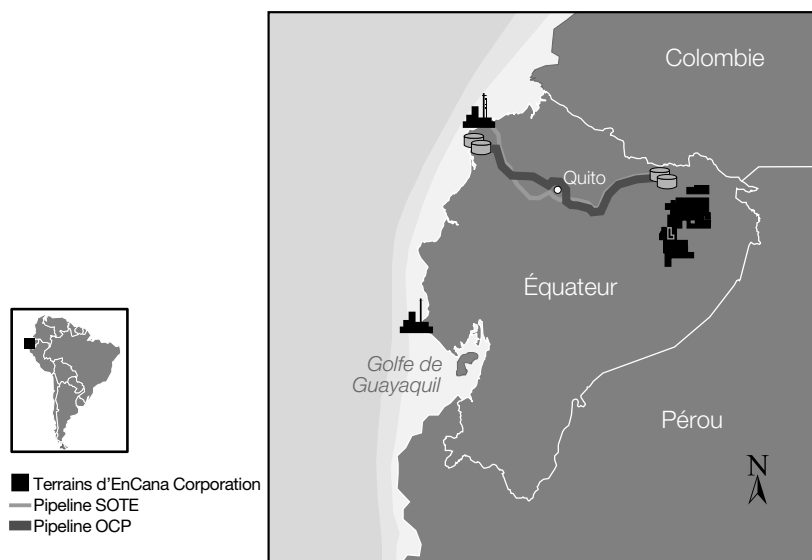 Colombie
Quito
Équateur
Golfe de
Guayaquil
Pérou
N
Terrains d’EnCana Corporation
Pipeline SOTE
Pipeline OCP